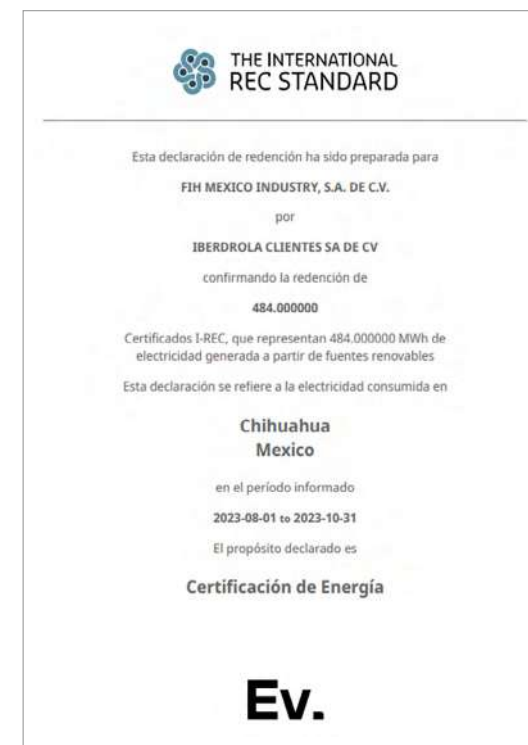 THE INTERNATIONAL
REC STANDARD
Esta declaración de redención ha sido preparada para
FIH MEXICO INDUSTRY, S.A. DE C.V.
por
IBERDROLA CLIENTES SA DE CV
confirmando la redención de
484.000000
Certificados I-REC, que representan 484.000000 MWh de
electricidad generada a partir de fuentes renovables
Esta declaración se refiere a la electricidad consumida en
Chihuahua
Mexico
en el período informado
2023-08-01 to 2023-10-31
El propósito declarado es
Certificación de Energía
Ev.